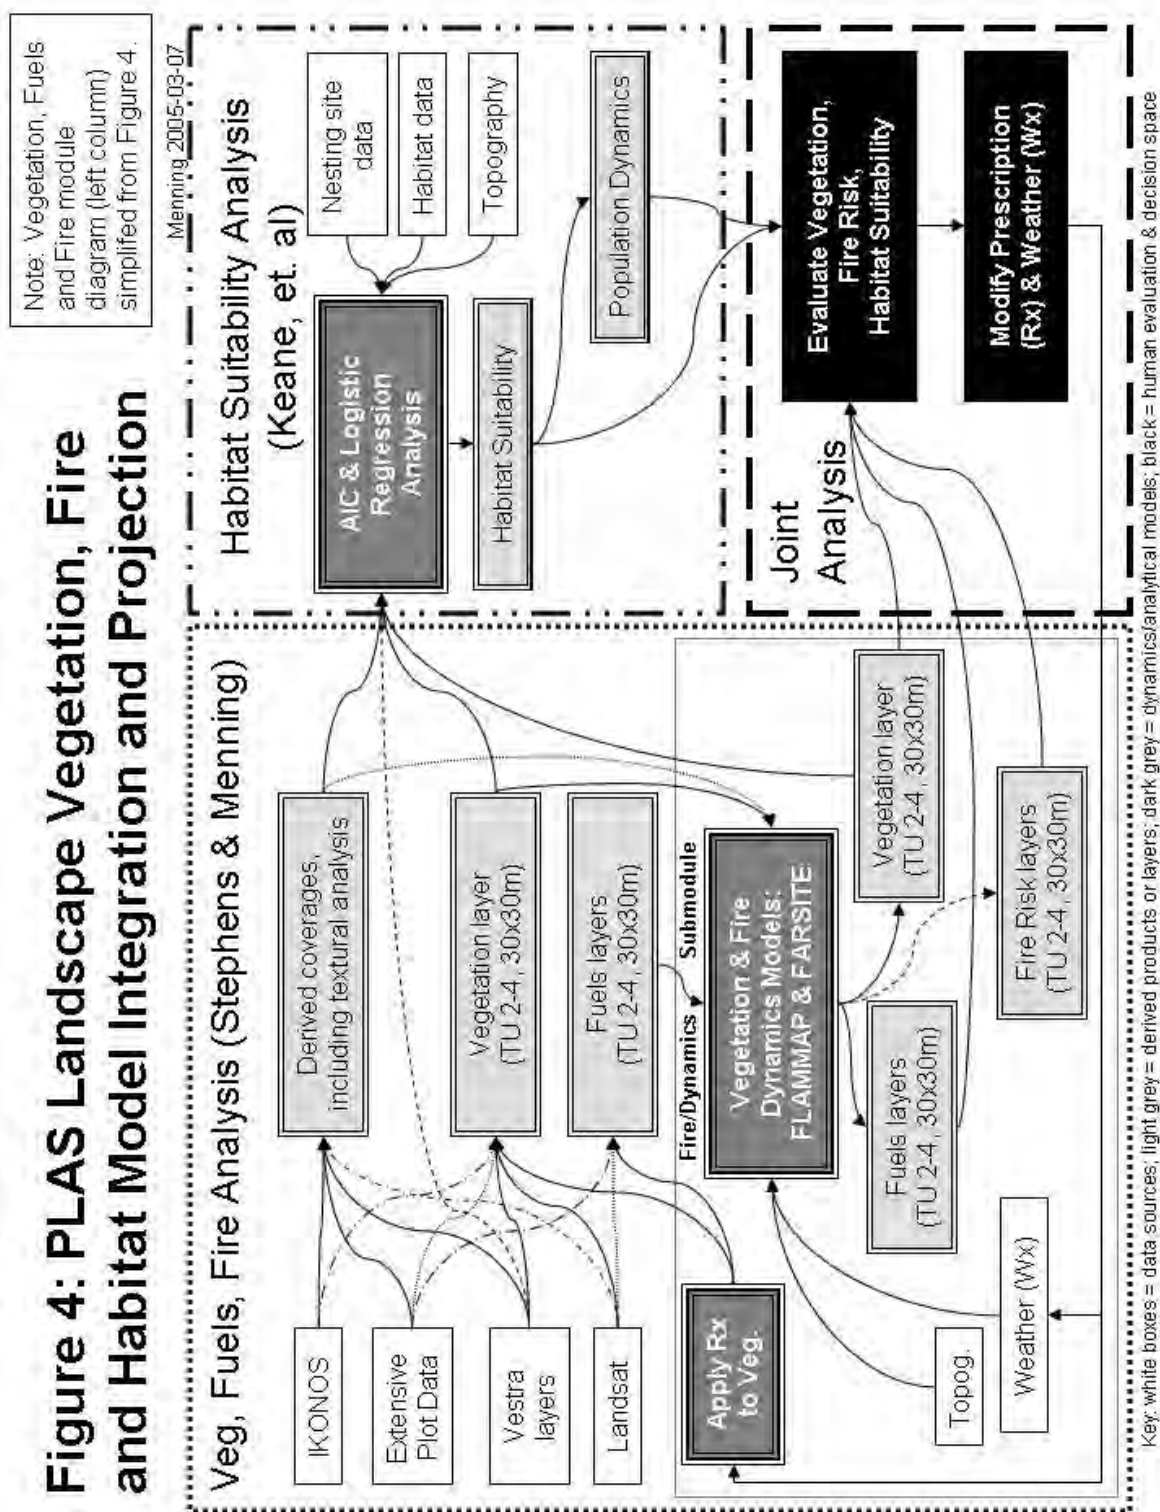 Figure 4: PLAS Landscape Vegetation, Fire
and Habitat Model Integration and Projection
Note: Vegetation, Fuels
and Fire module
diagram (left column)
simplifed from Figure 4.
Menning 2005-03-07
Veg, Fuels, Fire Analysis (Stephens & Menning)
IKONOS
Extensive
Plot Data
Vestra
layers
Landsat
Derived coverages,
including textural analysis
Vegetation layer
(TU 2-4, 30x30m)
Fuels layers
(TU 2-4, 30x30m)
Fire/Dynamics
Submodule
Apply Rx
to Veg.
Vegetation & Fire
Dynamics Models:
FLAMMAP & FARSITE
Topog.
Weather (Wx)
Fuels layers
(TU 2-4, 30x30m)
Vegetation layer
(TU 2-4, 30x30m)
Fire Risk layers
(TU 2-4, 30x30m)
Habitat Suitability Analysis
(Keane, et. al)
AIC & Logistic
Regression
Analysis
Nesting site
data
Habitat data
Topography
Habitat Suitability
Population Dynamics
Joint
Analysis
Evaluate Vegetation,
Fire Risk,
Habitat Suitability
Modify Prescription
(Rx) & Weather (Wx)
Key: white boxes = data sources; light grey = derived products or layers; dark grey = dynamics/analytical models; black = human evaluation & decision space